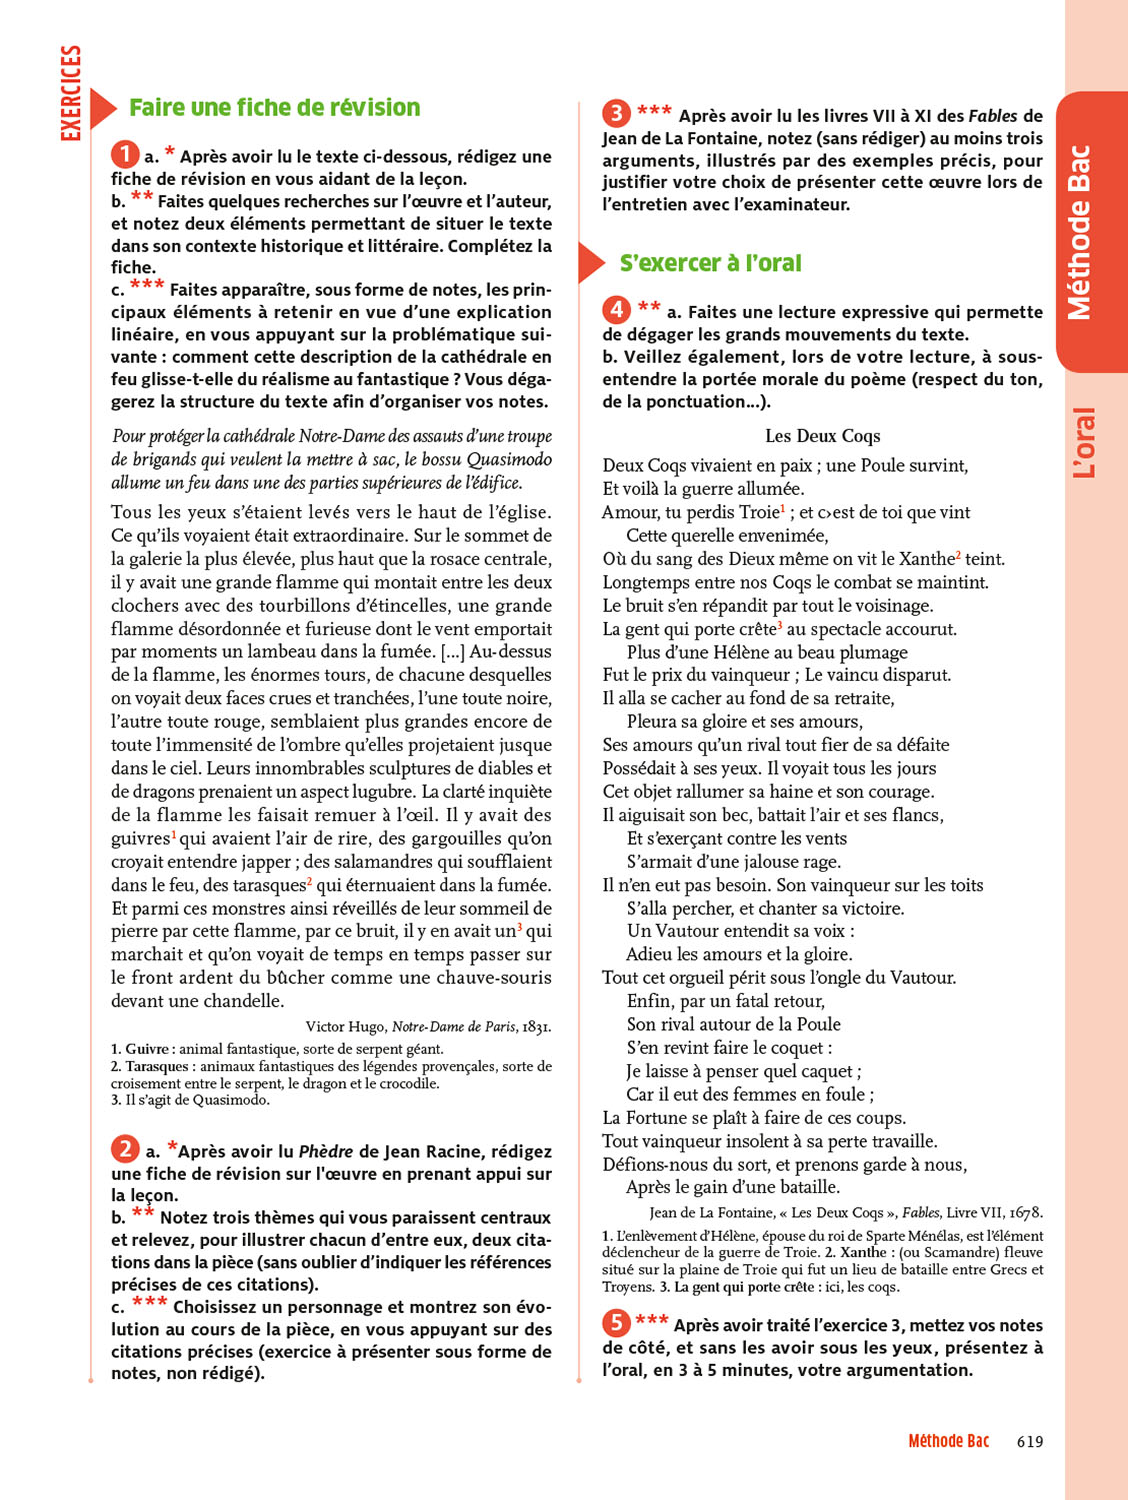 EXERCICES
Faire une fiche de révision
1 a. * Après avoir lu le texte ci-dessous, rédigez une
fiche de révision en vous aidant de la leçon.
b. ** Faites quelques recherches sur l'œuvre et l'auteur,
et notez deux éléments permettant de situer le texte
dans son contexte historique et littéraire. Complétez la
fiche.
c. *** Faites apparaître, sous forme de notes, les prin-
cipaux éléments à retenir en vue d'une explication
linéaire, en vous appuyant sur la problématique sui-
vante : comment cette description de la cathédrale en
feu glisse-t-elle du réalisme au fantastique ? Vous déga-
gerez la structure du texte afin d'organiser vos notes.
Pour protéger la cathédrale Notre-Dame des assauts d'une troupe
de brigands qui veulent la mettre à sac, le bossu Quasimodo
allume un feu dans une des parties supérieures de l'édifice.
Tous les yeux s'étaient levés vers le haut de l'église.
Ce qu'ils voyaient était extraordinaire. Sur le sommet de
la galerie la plus élevée, plus haut que la rosace centrale,
il y avait une grande flamme qui montait entre les deux
clochers avec des tourbillons d'étincelles, une grande
flamme désordonnée et furieuse dont le vent emportait
par moments un lambeau dans la fumée. [...] Au-dessus
de la flamme, les énormes tours, de chacune desquelles
on voyait deux faces crues et tranchées, l'une toute noire,
l'autre toute rouge, semblaient plus grandes encore de
toute l'immensité de l'ombre qu'elles projetaient jusque
dans le ciel. Leurs innombrables sculptures de diables et
de dragons prenaient un aspect lugubre. La clarté inquiète
de la flamme les faisait remuer à l'œil. Il y avait des
guivres1 qui avaient l'air de rire, des gargouilles qu'on
croyait entendre japper ; des salamandres qui soufflaient
dans le feu, des tarasques2 qui éternuaient dans la fumée.
Et parmi ces monstres ainsi réveillés de leur sommeil de
pierre par cette flamme, par ce bruit, il y en avait un3 qui
marchait et qu'on voyait de temps en temps passer sur
le front ardent du bûcher comme une chauve-souris
devant une chandelle.
Victor Hugo, Notre-Dame de Paris, 1831.
1. Guivre : animal fantastique, sorte de serpent géant.
2. Tarasques : animaux fantastiques des légendes provençales, sorte de
croisement entre le serpent, le dragon et le crocodile.
3. Il s'agit de Quasimodo.
2 a. *Après avoir lu Phèdre de Jean Racine, rédigez
une fiche de révision sur l'œuvre en prenant appui sur
la leçon.
b. ** Notez trois thèmes qui vous paraissent centraux
et relevez, pour illustrer chacun d'entre eux, deux cita-
tions dans la pièce (sans oublier d'indiquer les références
précises de ces citations).
c. *** Choisissez un personnage et montrez son évo-
lution au cours de la pièce, en vous appuyant sur des
citations précises (exercice à présenter sous forme de
notes, non rédigé).
3 *** Après avoir lu les livres VII à XI des Fables de
Jean de La Fontaine, notez (sans rédiger) au moins trois
arguments, illustrés par des exemples précis, pour
justifier votre choix de présenter cette œuvre lors de
l'entretien avec l'examinateur.
S'exercer à l'oral
4 ** a. Faites une lecture expressive qui permette
de dégager les grands mouvements du texte.
b. Veillez également, lors de votre lecture, à sous-
entendre la portée morale du poème (respect du ton,
de la ponctuation...).
Les Deux Coqs
Deux Coqs vivaient en paix ; une Poule survint,
Et voilà la guerre allumée.
Amour, tu perdis Troie1 ; et c›est de toi que vint
Cette querelle envenimée,
Où du sang des Dieux même on vit le Xanthe2 teint.
Longtemps entre nos Coqs le combat se maintint.
Le bruit s'en répandit par tout le voisinage.
La gent qui porte crête3 au spectacle accourut.
Plus d'une Hélène au beau plumage
Fut le prix du vainqueur ; Le vaincu disparut.
Il alla se cacher au fond de sa retraite,
Pleura sa gloire et ses amours,
Ses amours qu'un rival tout fier de sa défaite
Possédait à ses yeux. Il voyait tous les jours
Cet objet rallumer sa haine et son courage.
Il aiguisait son bec, battait l'air et ses flancs,
Et s'exerçant contre les vents
S'armait d'une jalouse rage.
Il n'en eut pas besoin. Son vainqueur sur les toits
S'alla percher, et chanter sa victoire.
Un Vautour entendit sa voix :
Adieu les amours et la gloire.
Tout cet orgueil périt sous l'ongle du Vautour.
Enfin, par un fatal retour,
Son rival autour de la Poule
S'en revint faire le coquet :
Je laisse à penser quel caquet ;
Car il eut des femmes en foule ;
La Fortune se plaît à faire de ces coups.
Tout vainqueur insolent à sa perte travaille.
Défions-nous du sort, et prenons garde à nous,
Après le gain d'une bataille.
Jean de La Fontaine, « Les Deux Coqs », Fables, Livre VII, 1678.
1. L'enlèvement d'Hélène, épouse du roi de Sparte Ménélas, est l'élément
déclencheur de la guerre de Troie. 2. Xanthe : (ou Scamandre) fleuve
situé sur la plaine de Troie qui fut un lieu de bataille entre Grecs et
Troyens. 3. La gent qui porte crête : ici, les coqs.
5 *** Après avoir traité l'exercice 3, mettez vos notes
de côté, et sans les avoir sous les yeux, présentez à
l'oral, en 3 à 5 minutes, votre argumentation.
Méthode Bac
L'oral
Méthode Bac 619